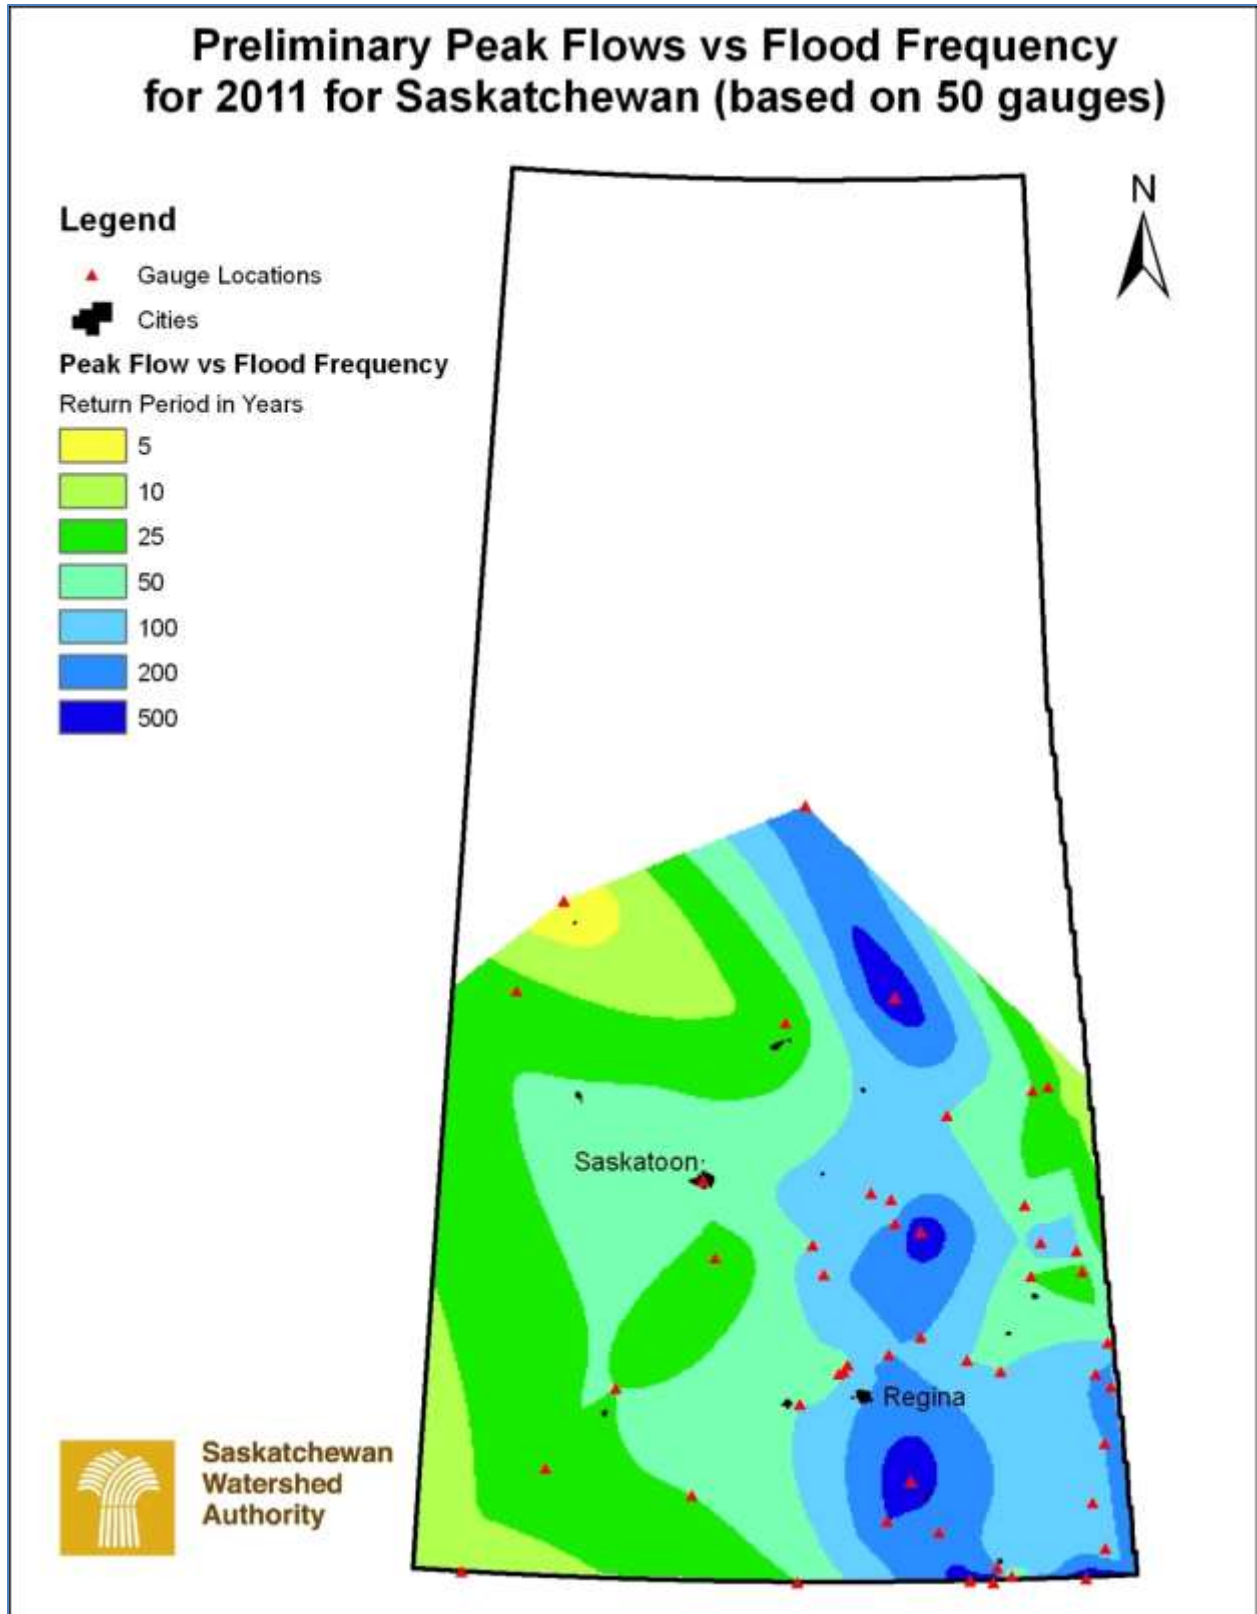 Preliminary Peak Flows vs Flood Frequency
for 2011 for Saskatchewan (based on 50 gauges)
N
Legend
Gauge Locations
Cities
Peak Flow vs Flood Frequency
Return Period in Years
5
10
25
50
100
200
500
Saskatoon
Regina
Saskatchewan
Watershed
Authority